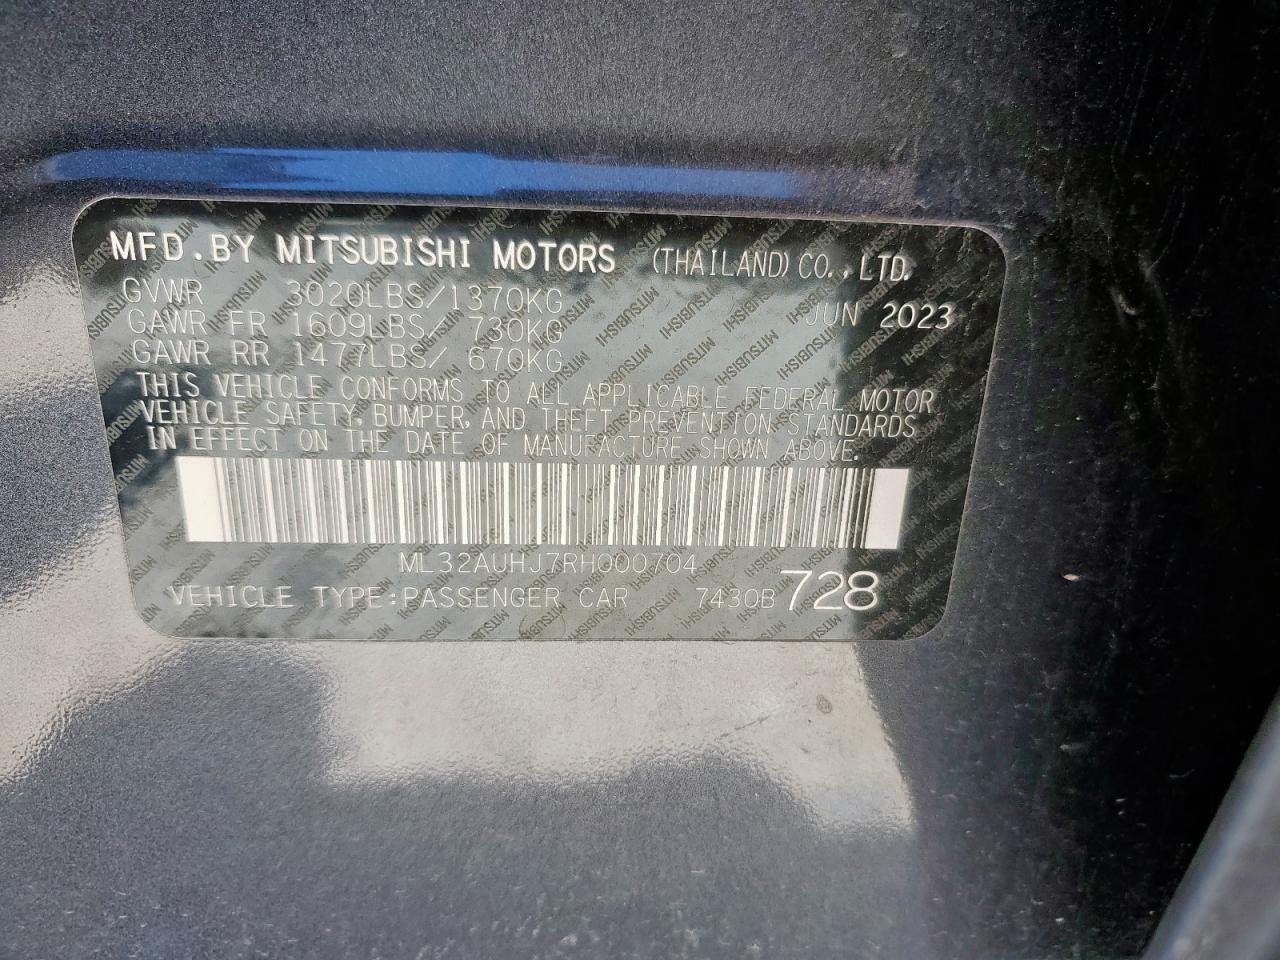 MFD.BY MITSUBISHI MOTORS (THAILAND)CO.,LTD.
GVWR 3020LBS/1370KG JUN 2023
GAWR FR 1609LBS/ 730KG
GAWR RR 1477LBS/ 670KG
THIS VEHICLE CONFORMS TO ALL APPLICABLE FEDERAL MOTOR
VEHICLE SAFETY, BUMPER, AND THEFT PREVENTION STANDARDS
IN EFFECT ON THE DATE OF MANUFACTURE SHOWN ABOVE.
ML32AUHJ7RH000704
VEHICLE TYPE:PASSENGER CAR 7430B 728